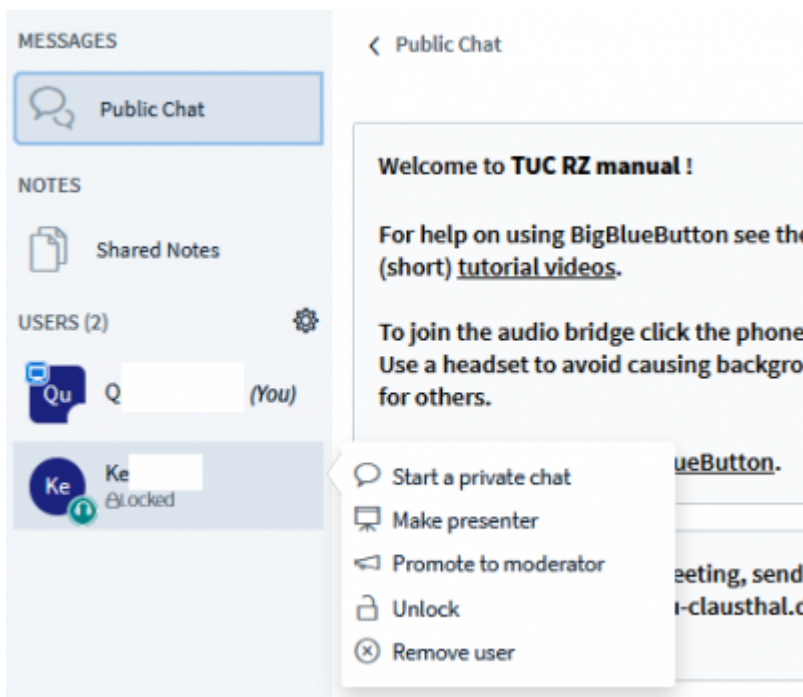 MESSAGES
Public Chat
NOTES
Shared Notes
USERS (2)
Qu
Q
(You)
Ke
Ke
Locked
Public Chat
Welcome to TUC RZ manual !
For help on using BigBlueButton see the
(short) tutorial videos.
To join the audio bridge click the phone
Use a headset to avoid causing backgro
for others.
ueButton.
eeting, send
-clausthal.d
Start a private chat
Make presenter
Promote to moderator
Unlock
Remove user